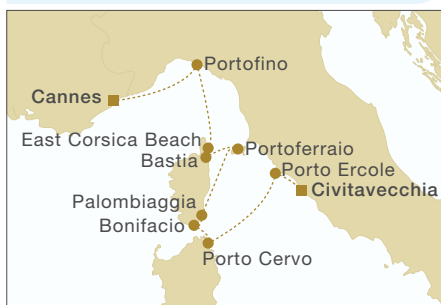 Portofino
Cannes
East Corsica Beach
Portoferraio
Bastia
Porto Ercole
Civitavecchia
Palombiaggia
Bonifacio
Porto Cervo